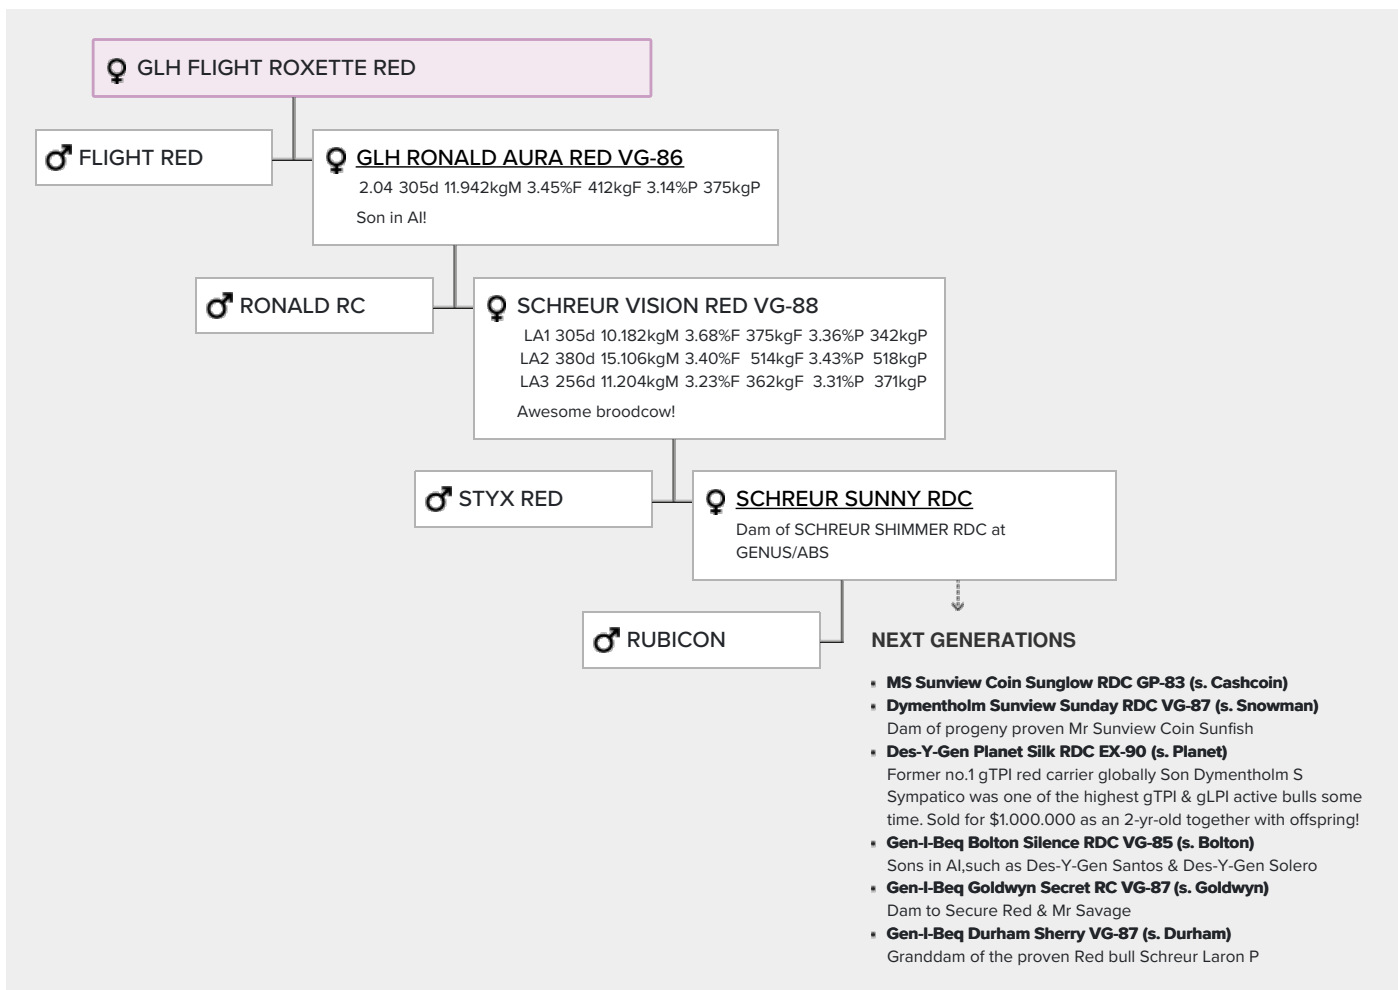 GLH FLIGHT ROXETTE RED
FLIGHT RED
GLH RONALD AURA RED VG-86
2.04 305d 11.942kgM 3.45%F 412kgF 3.14%P 375kgP
Son in AI!
RONALD RC
SCHREUR VISION RED VG-88
LA1 305d 10.182kgM 3.68%F 375kgF 3.36%P 342kgP
LA2 380d 15.106kgM 3.40%F 514kgF 3.43%P 518kgP
LA3 256d 11.204kgM 3.23%F 362kgF 3.31%P 371kgP
Awesome broodcow!
STYX RED
SCHREUR SUNNY RDC
Dam of SCHREUR SHIMMER RDC at
GENUS/ABS
RUBICON
NEXT GENERATIONS
MS Sunview Coin Sunglow RDC GP-83 (s. Cashcoin)
Dymentholm Sunview Sunday RDC VG-87 (s. Snowman)
Dam of progeny proven Mr Sunview Coin Sunfish
Des-Y-Gen Planet Silk RDC EX-90 (s. Planet)
Former no.1 gTPI red carrier globally Son Dymentholm S
Sympatico was one of the highest gTPI & gLPI active bulls some
time. Sold for $1.000.000 as an 2-yr-old together with offspring!
Gen-I-Beq Bolton Silence RDC VG-85 (s. Bolton)
Sons in AI,such as Des-Y-Gen Santos & Des-Y-Gen Solero
Gen-I-Beq Goldwyn Secret RC VG-87 (s. Goldwyn)
Dam to Secure Red & Mr Savage
Gen-I-Beq Durham Sherry VG-87 (s. Durham)
Granddam of the proven Red bull Schreur Laron P